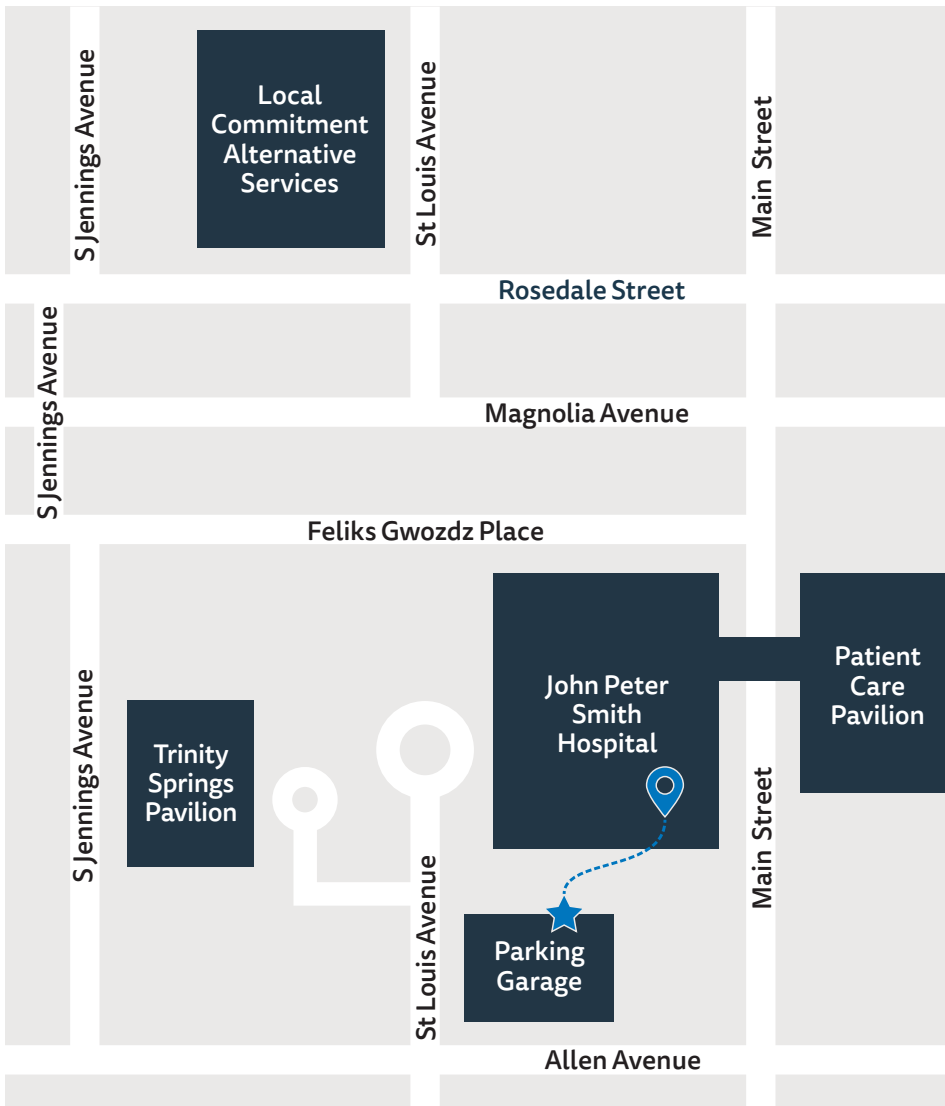 S Jennings Avenue
Local
Commitment
Alternative
Services
St Louis Avenue
Main Street
Rosedale Street
S Jennings Avenue
Magnolia Avenue
Feliks Gwozdz Place
John Peter
Smith
Hospital
Patient
Care
Pavilion
S Jennings Avenue
Trinity
Springs
Pavilion
St Louis Avenue
Main Street
Parking
Garage
Allen Avenue